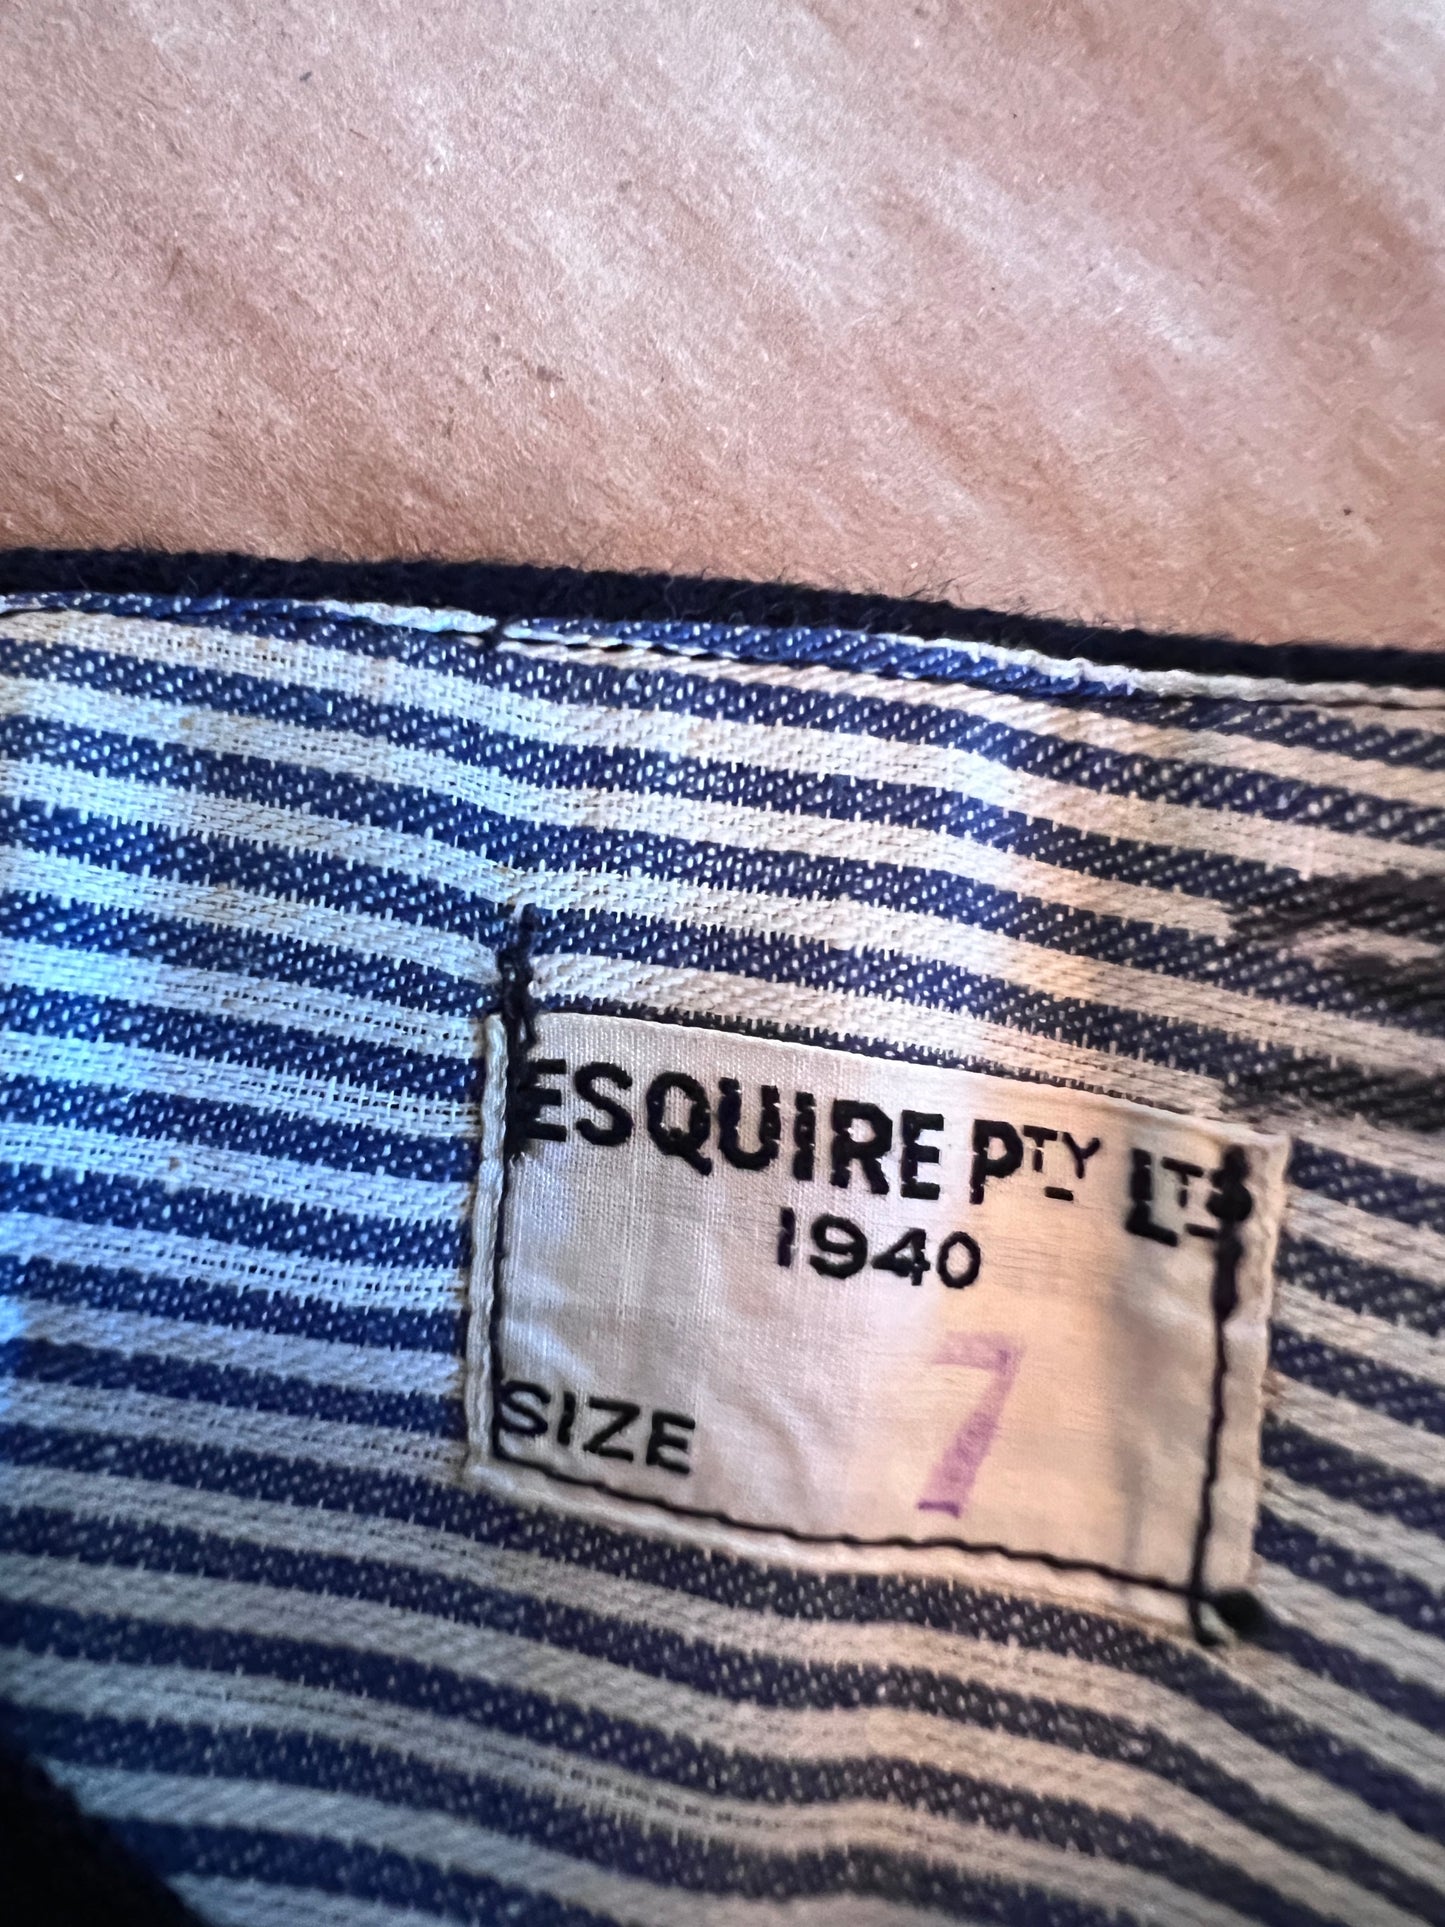 ESQUIRE PTY LTD
1940
SIZE 7